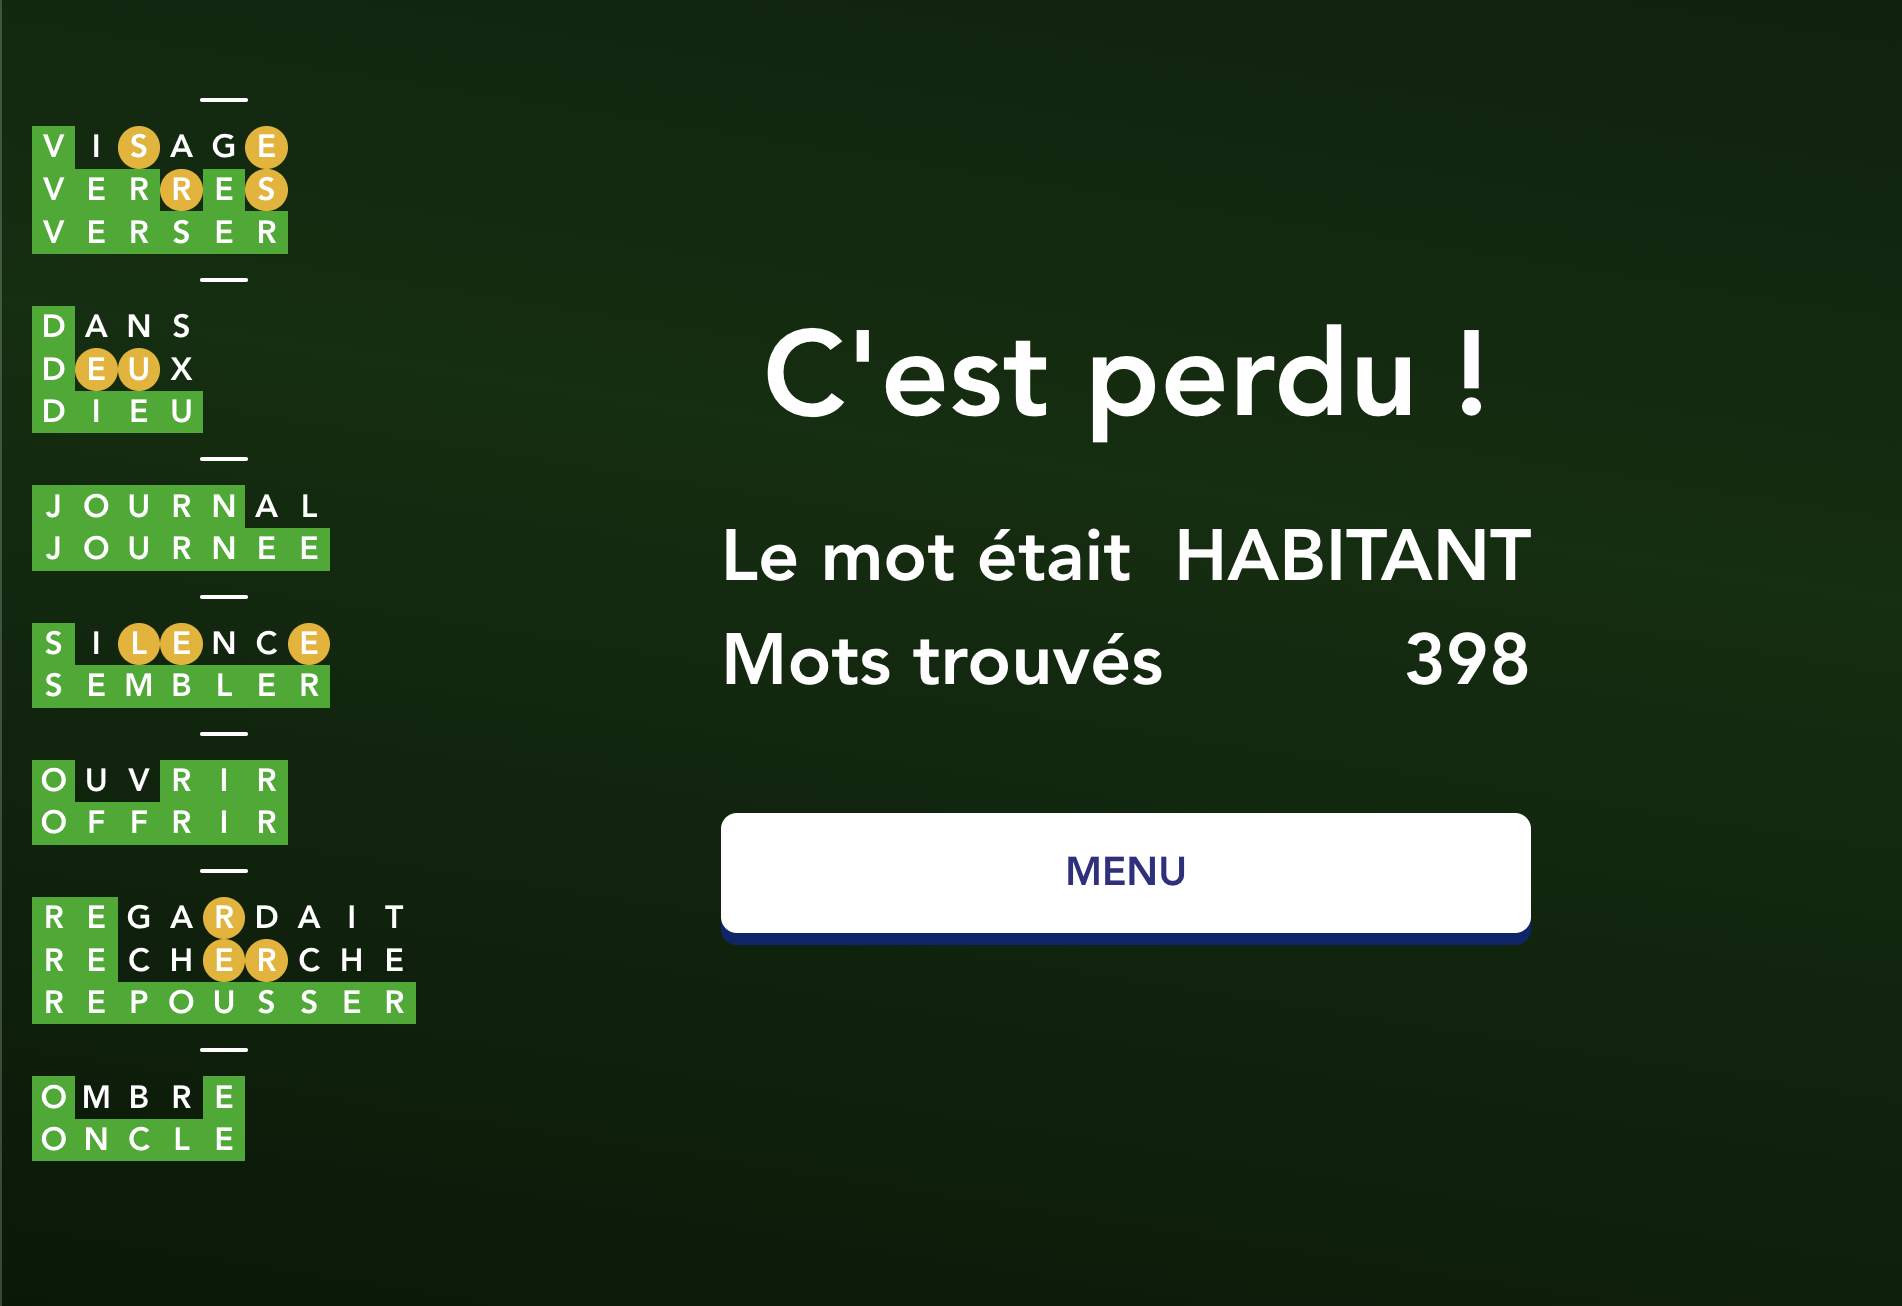 VISAGE
VERRES
VERSER
DANS
DEUX
DIEU
JOURNAL
JOURNEE
SILENCE
SEMBLER
OUVRIR
OFFRIR
REGARDAIT
RECHERCHE
REPOUSSER
OMBRE
ONCLE
C'est perdu !
Le mot était HABITANT
Mots trouvés 398
MENU